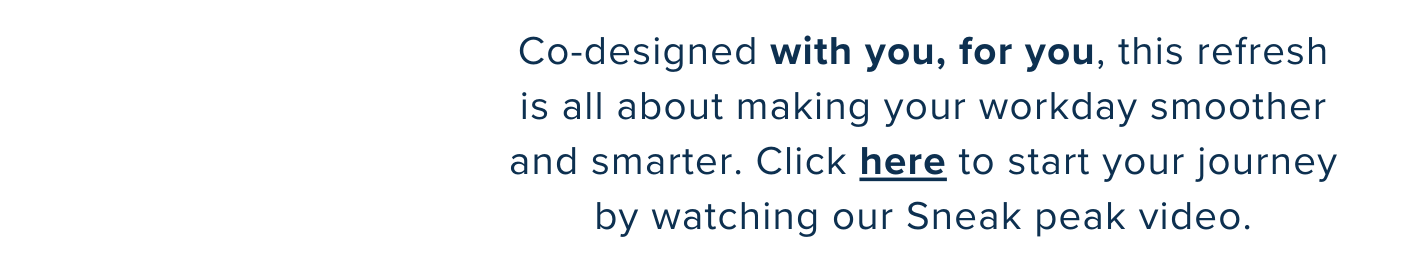 Co-designed with you, for you, this refresh
is all about making your workday smoother
and smarter. Click here to start your journey
by watching our Sneak peak video.